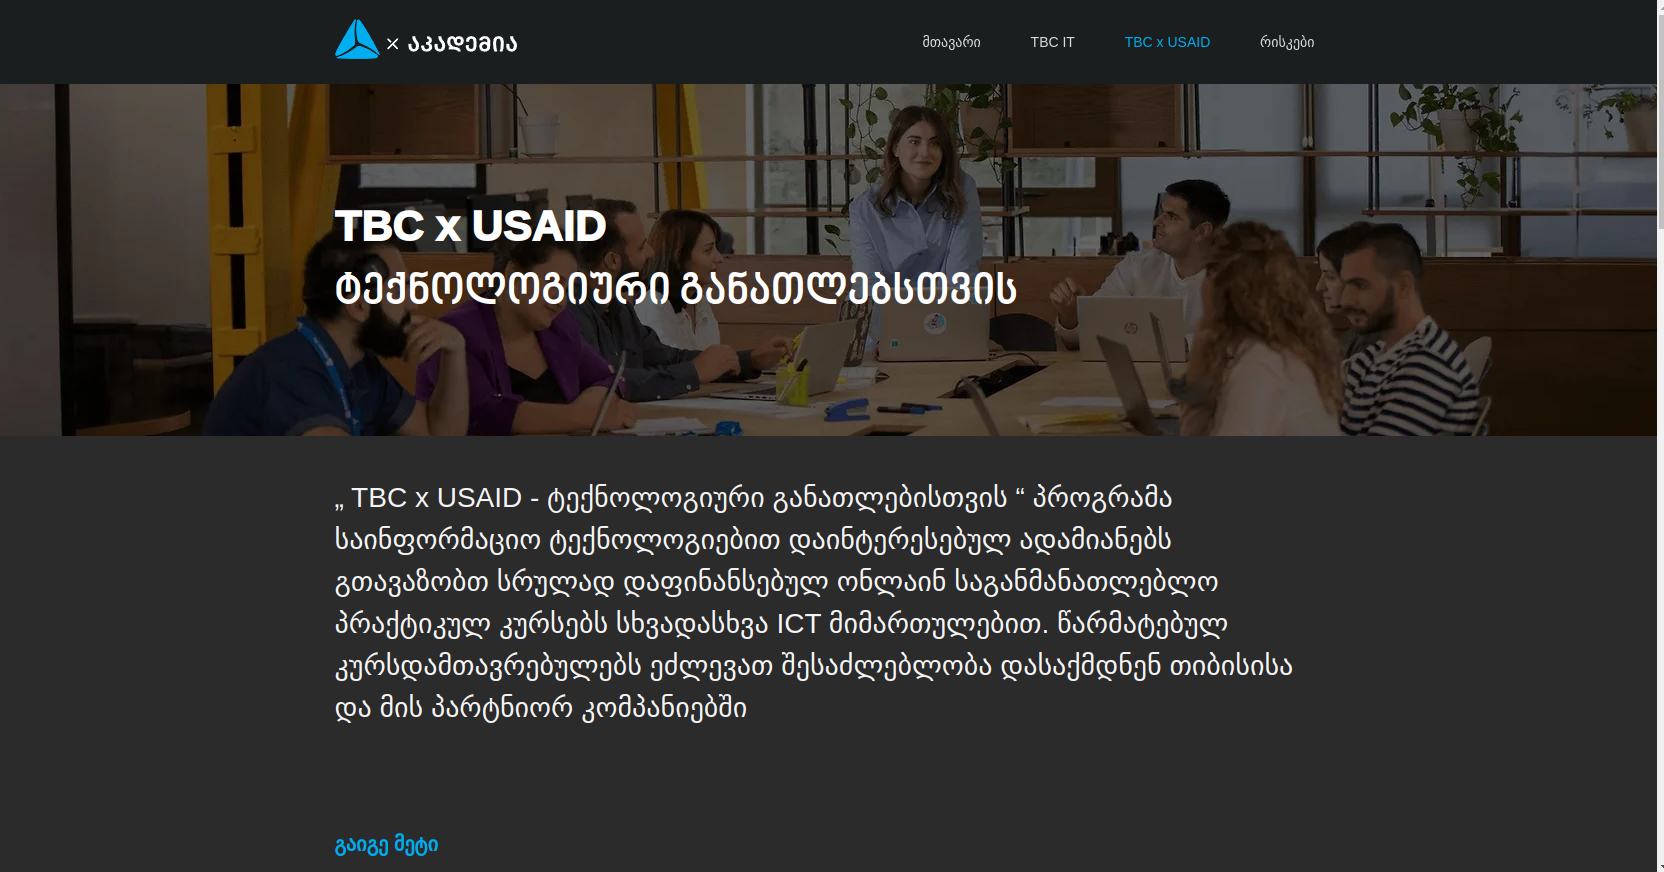 × აკადემია
მთავარი
TBC IT
TBC x USAID
რისკები
TBC x USAID
ტექნოლოგიური განათლებსთვის
„ TBC x USAID - ტექნოლოგიური განათლებისთვის “ პროგრამა
საინფორმაციო ტექნოლოგიებით დაინტერესებულ ადამიანებს
გთავაზობთ სრულად დაფინანსებულ ონლაინ საგანმანათლებლო
პრაქტიკულ კურსებს სხვადასხვა ICT მიმართულებით. წარმატებულ
კურსდამთავრებულებს ეძლევათ შესაძლებლობა დასაქმდნენ თიბისისა
და მის პარტნიორ კომპანიებში
გაიგე მეტი